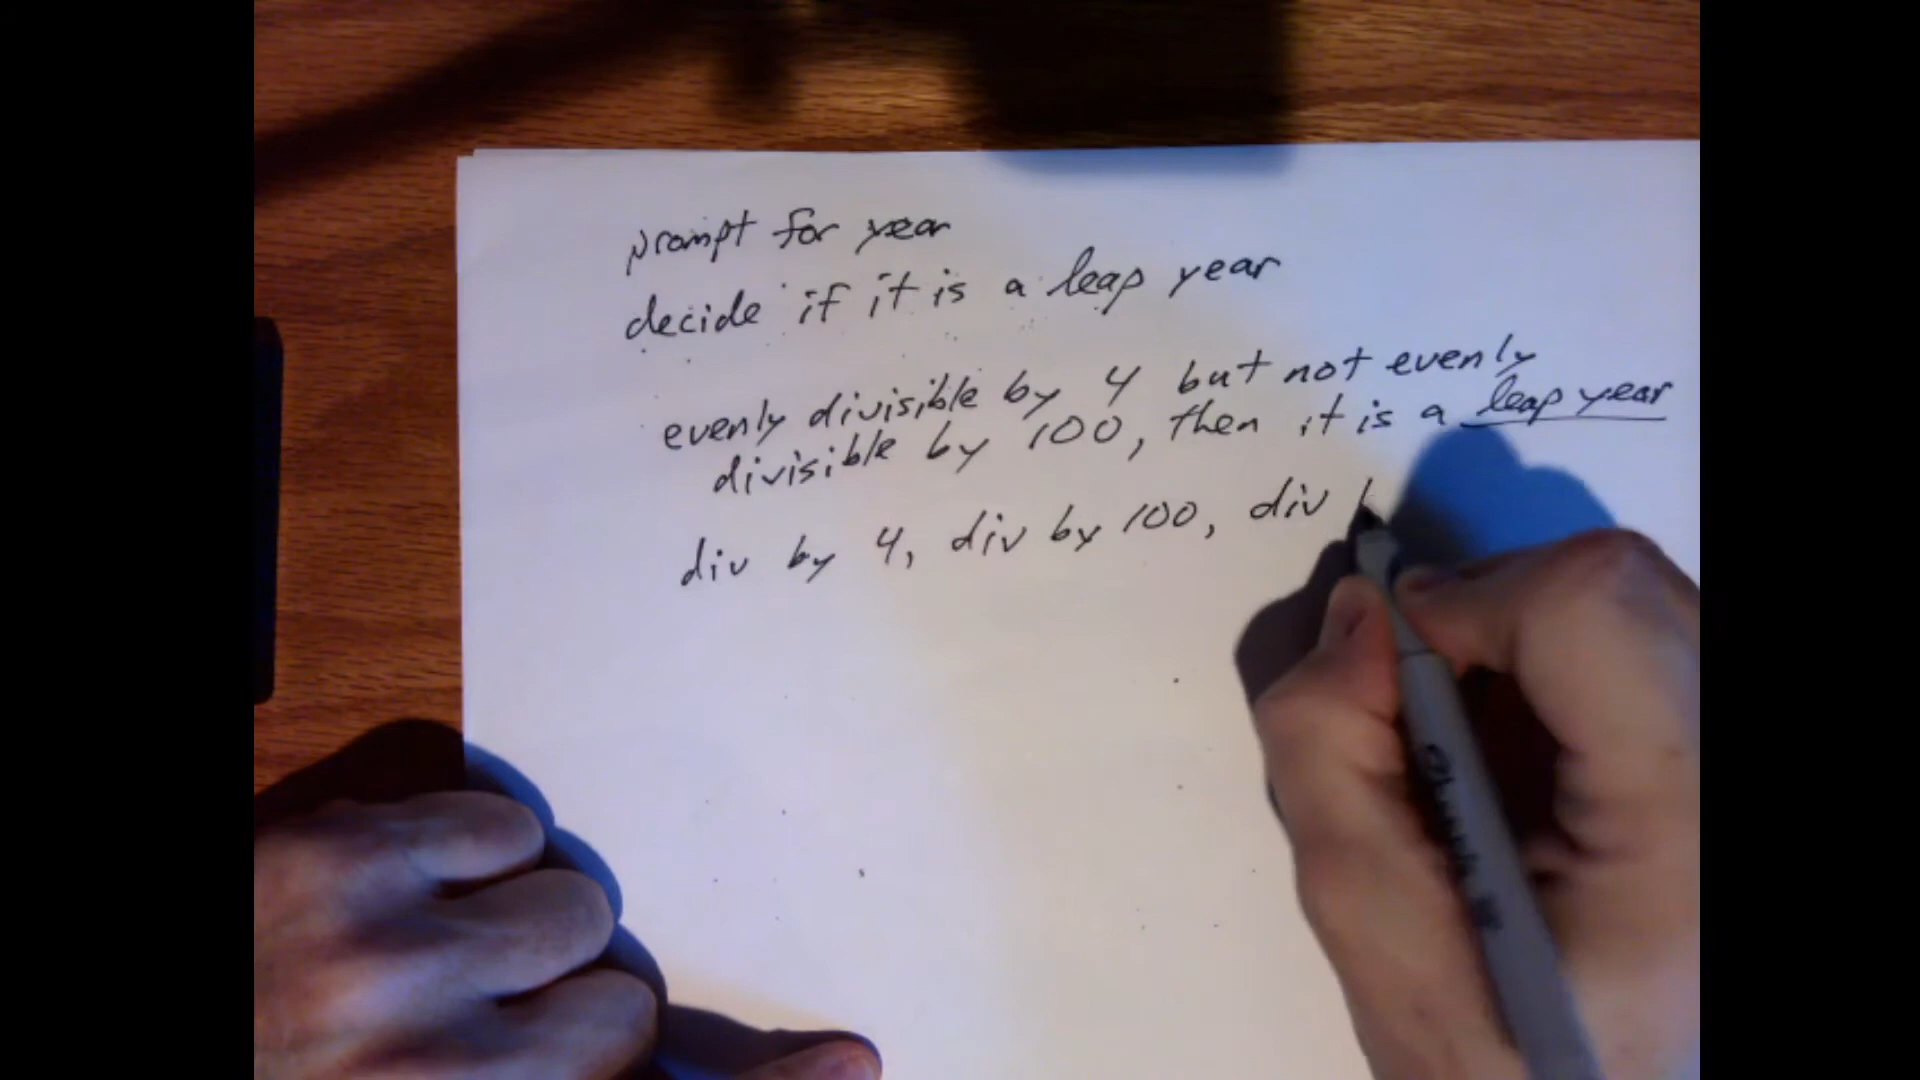 prompt for year
decide if it is a leap year
evenly divisible by 4 but not evenly
divisible by 100, then it is a leap year
div by 4, div by 100, div